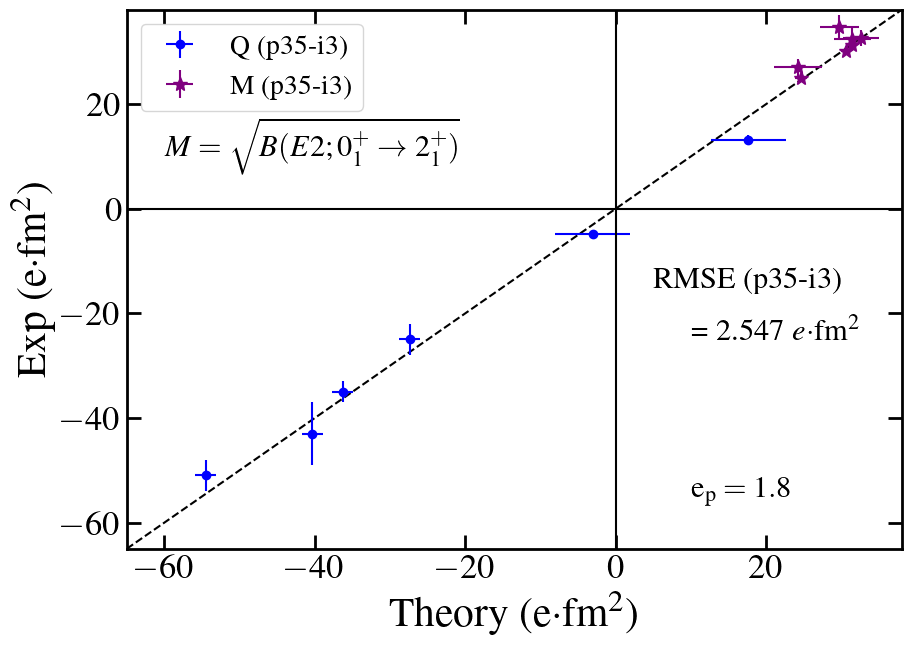 Q (p35-i3)
M (p35-i3)
M = √B(E2; 0₁⁺ → 2₁⁺)
20
0
−20
−40
−60
Exp (e·fm²)
RMSE (p35-i3)
= 2.547 e·fm²
eₚ = 1.8
−60 −40 −20 0 20
Theory (e·fm²)